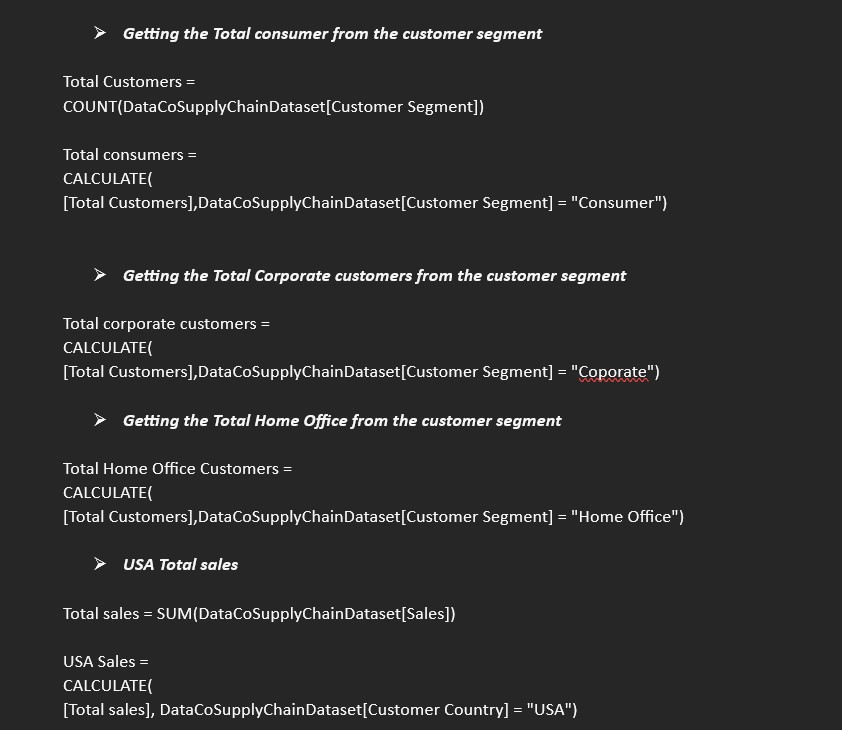 ➢ Getting the Total consumer from the customer segment
Total Customers =
COUNT(DataCoSupplyChainDataset[Customer Segment])
Total consumers =
CALCULATE(
[Total Customers],DataCoSupplyChainDataset[Customer Segment] = "Consumer")
➢ Getting the Total Corporate customers from the customer segment
Total corporate customers =
CALCULATE(
[Total Customers],DataCoSupplyChainDataset[Customer Segment] = "Coporate")
➢ Getting the Total Home Office from the customer segment
Total Home Office Customers =
CALCULATE(
[Total Customers],DataCoSupplyChainDataset[Customer Segment] = "Home Office")
➢ USA Total sales
Total sales = SUM(DataCoSupplyChainDataset[Sales])
USA Sales =
CALCULATE(
[Total sales], DataCoSupplyChainDataset[Customer Country] = "USA")